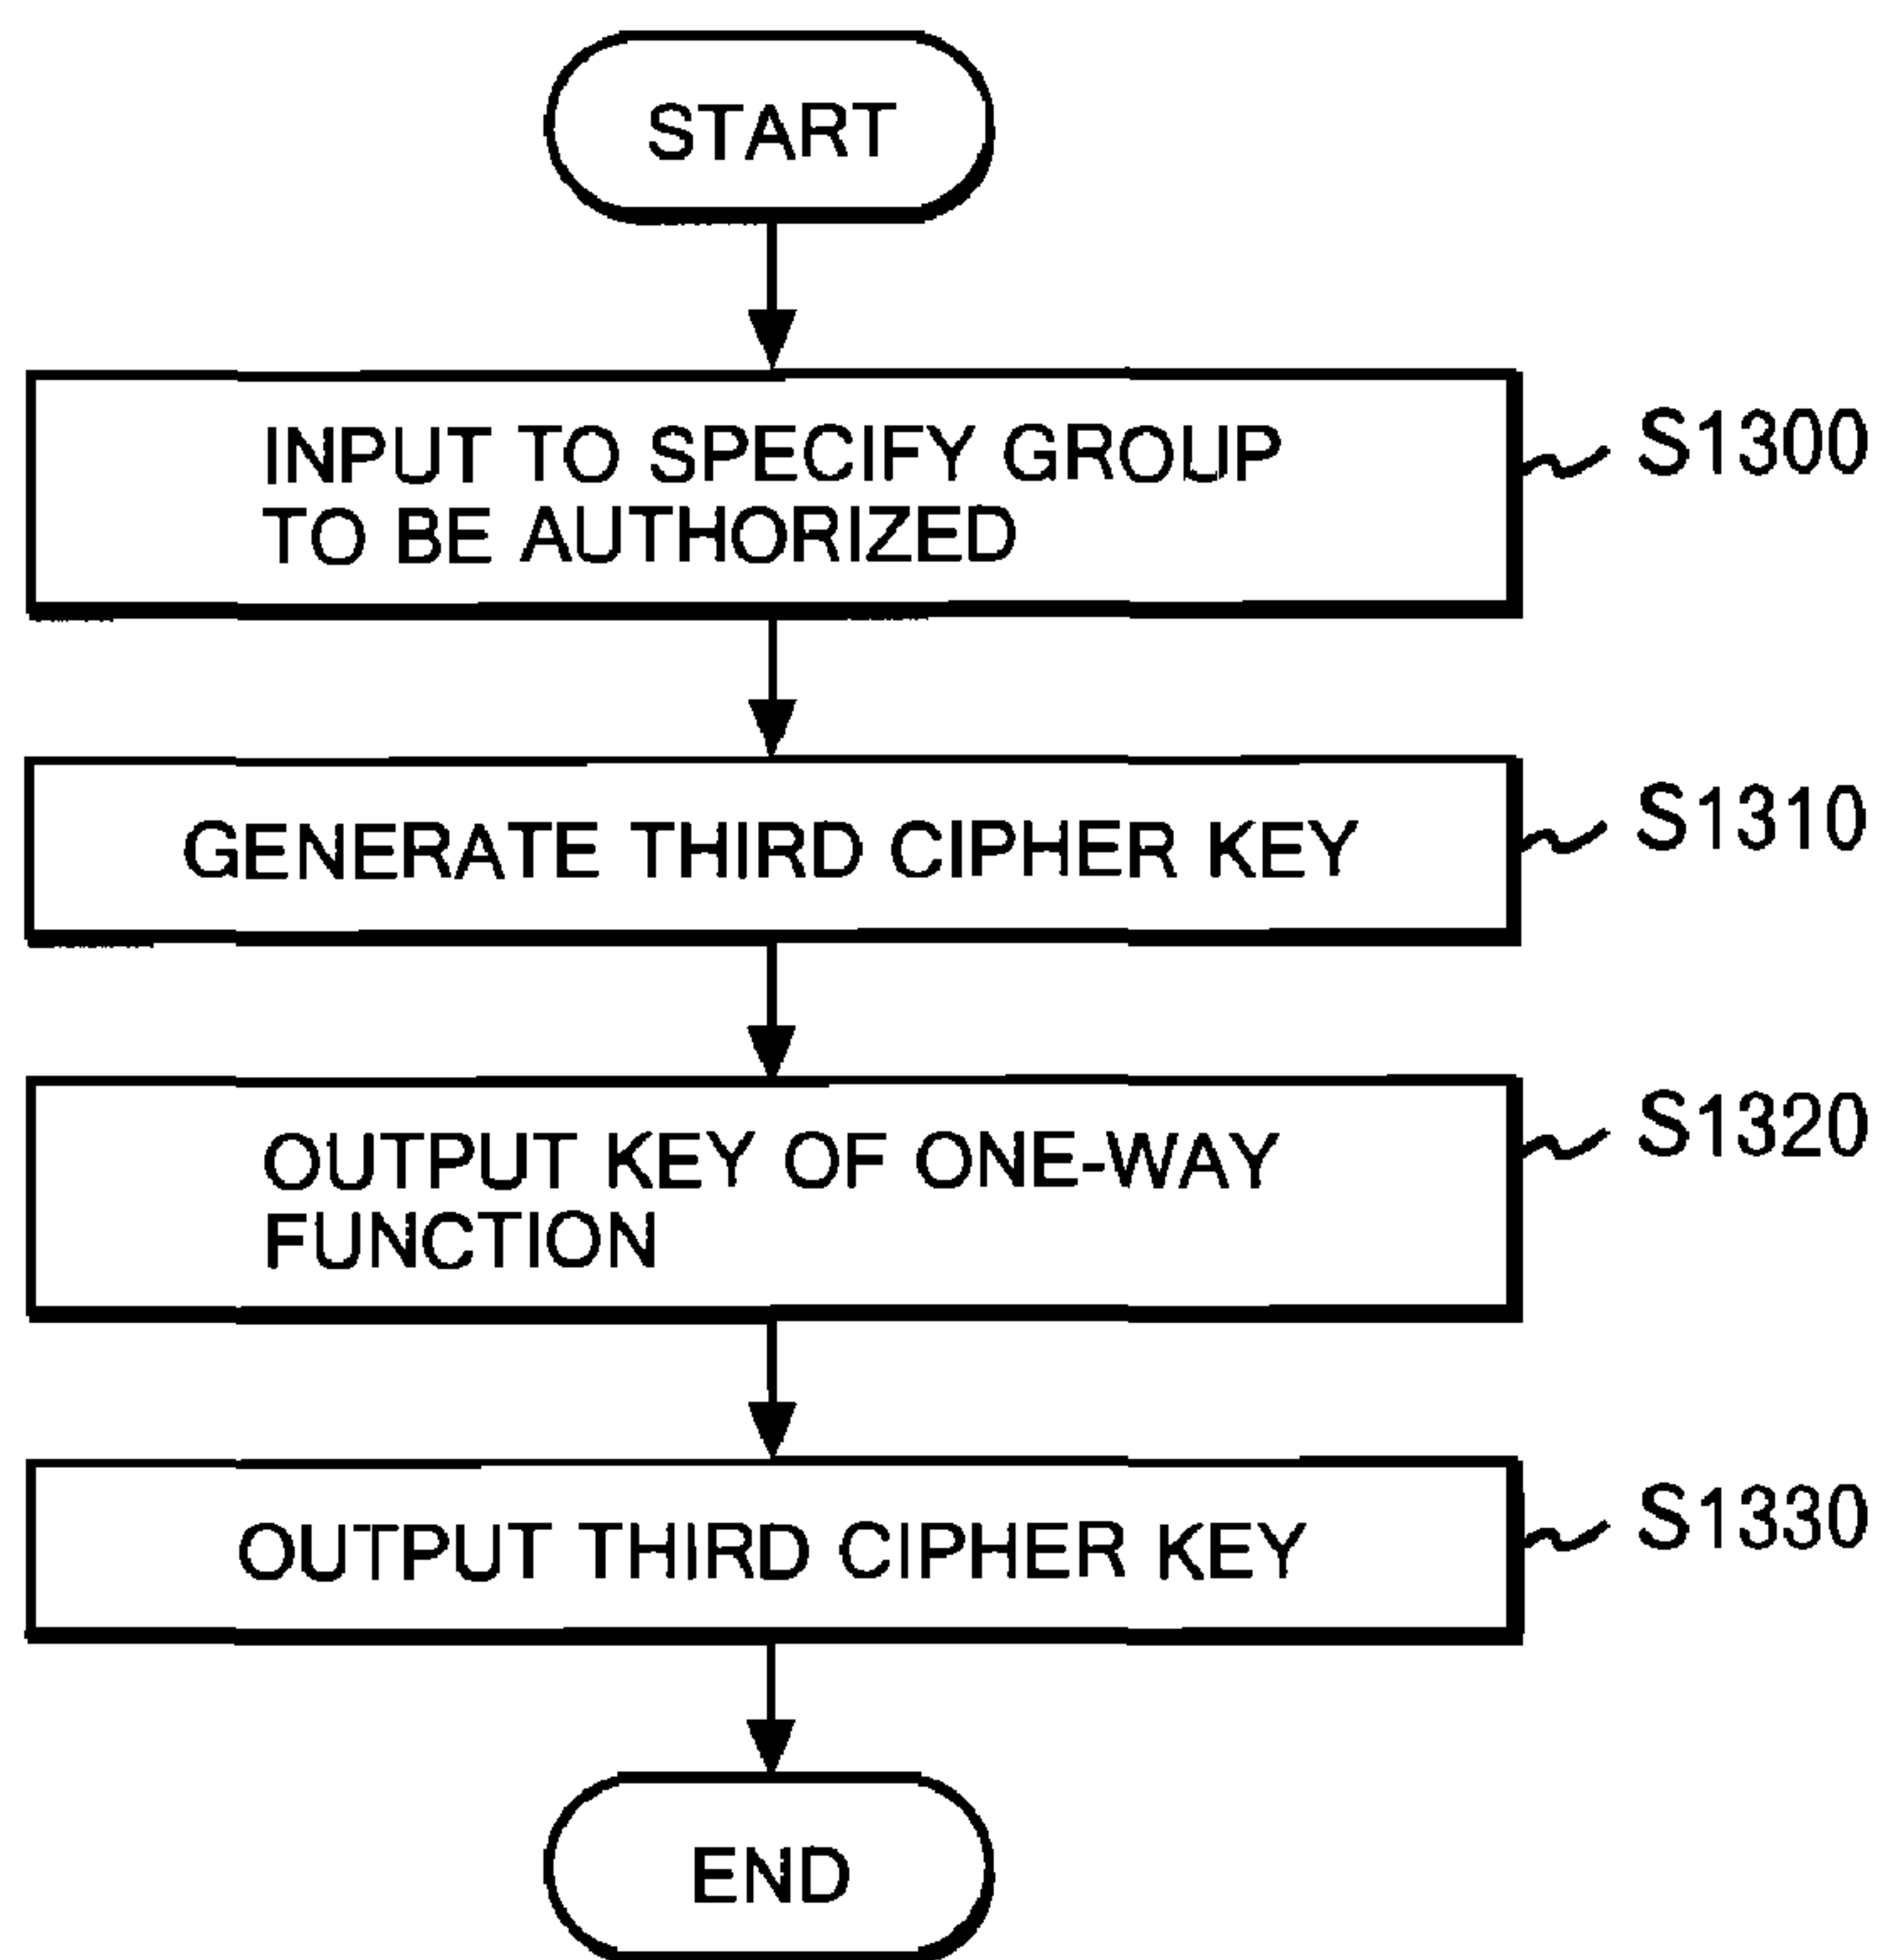 START
INPUT TO SPECIFY GROUP
TO BE AUTHORIZED
S1300
GENERATE THIRD CIPHER KEY
S1310
OUTPUT KEY OF ONE-WAY
FUNCTION
S1320
OUTPUT THIRD CIPHER KEY
S1330
END